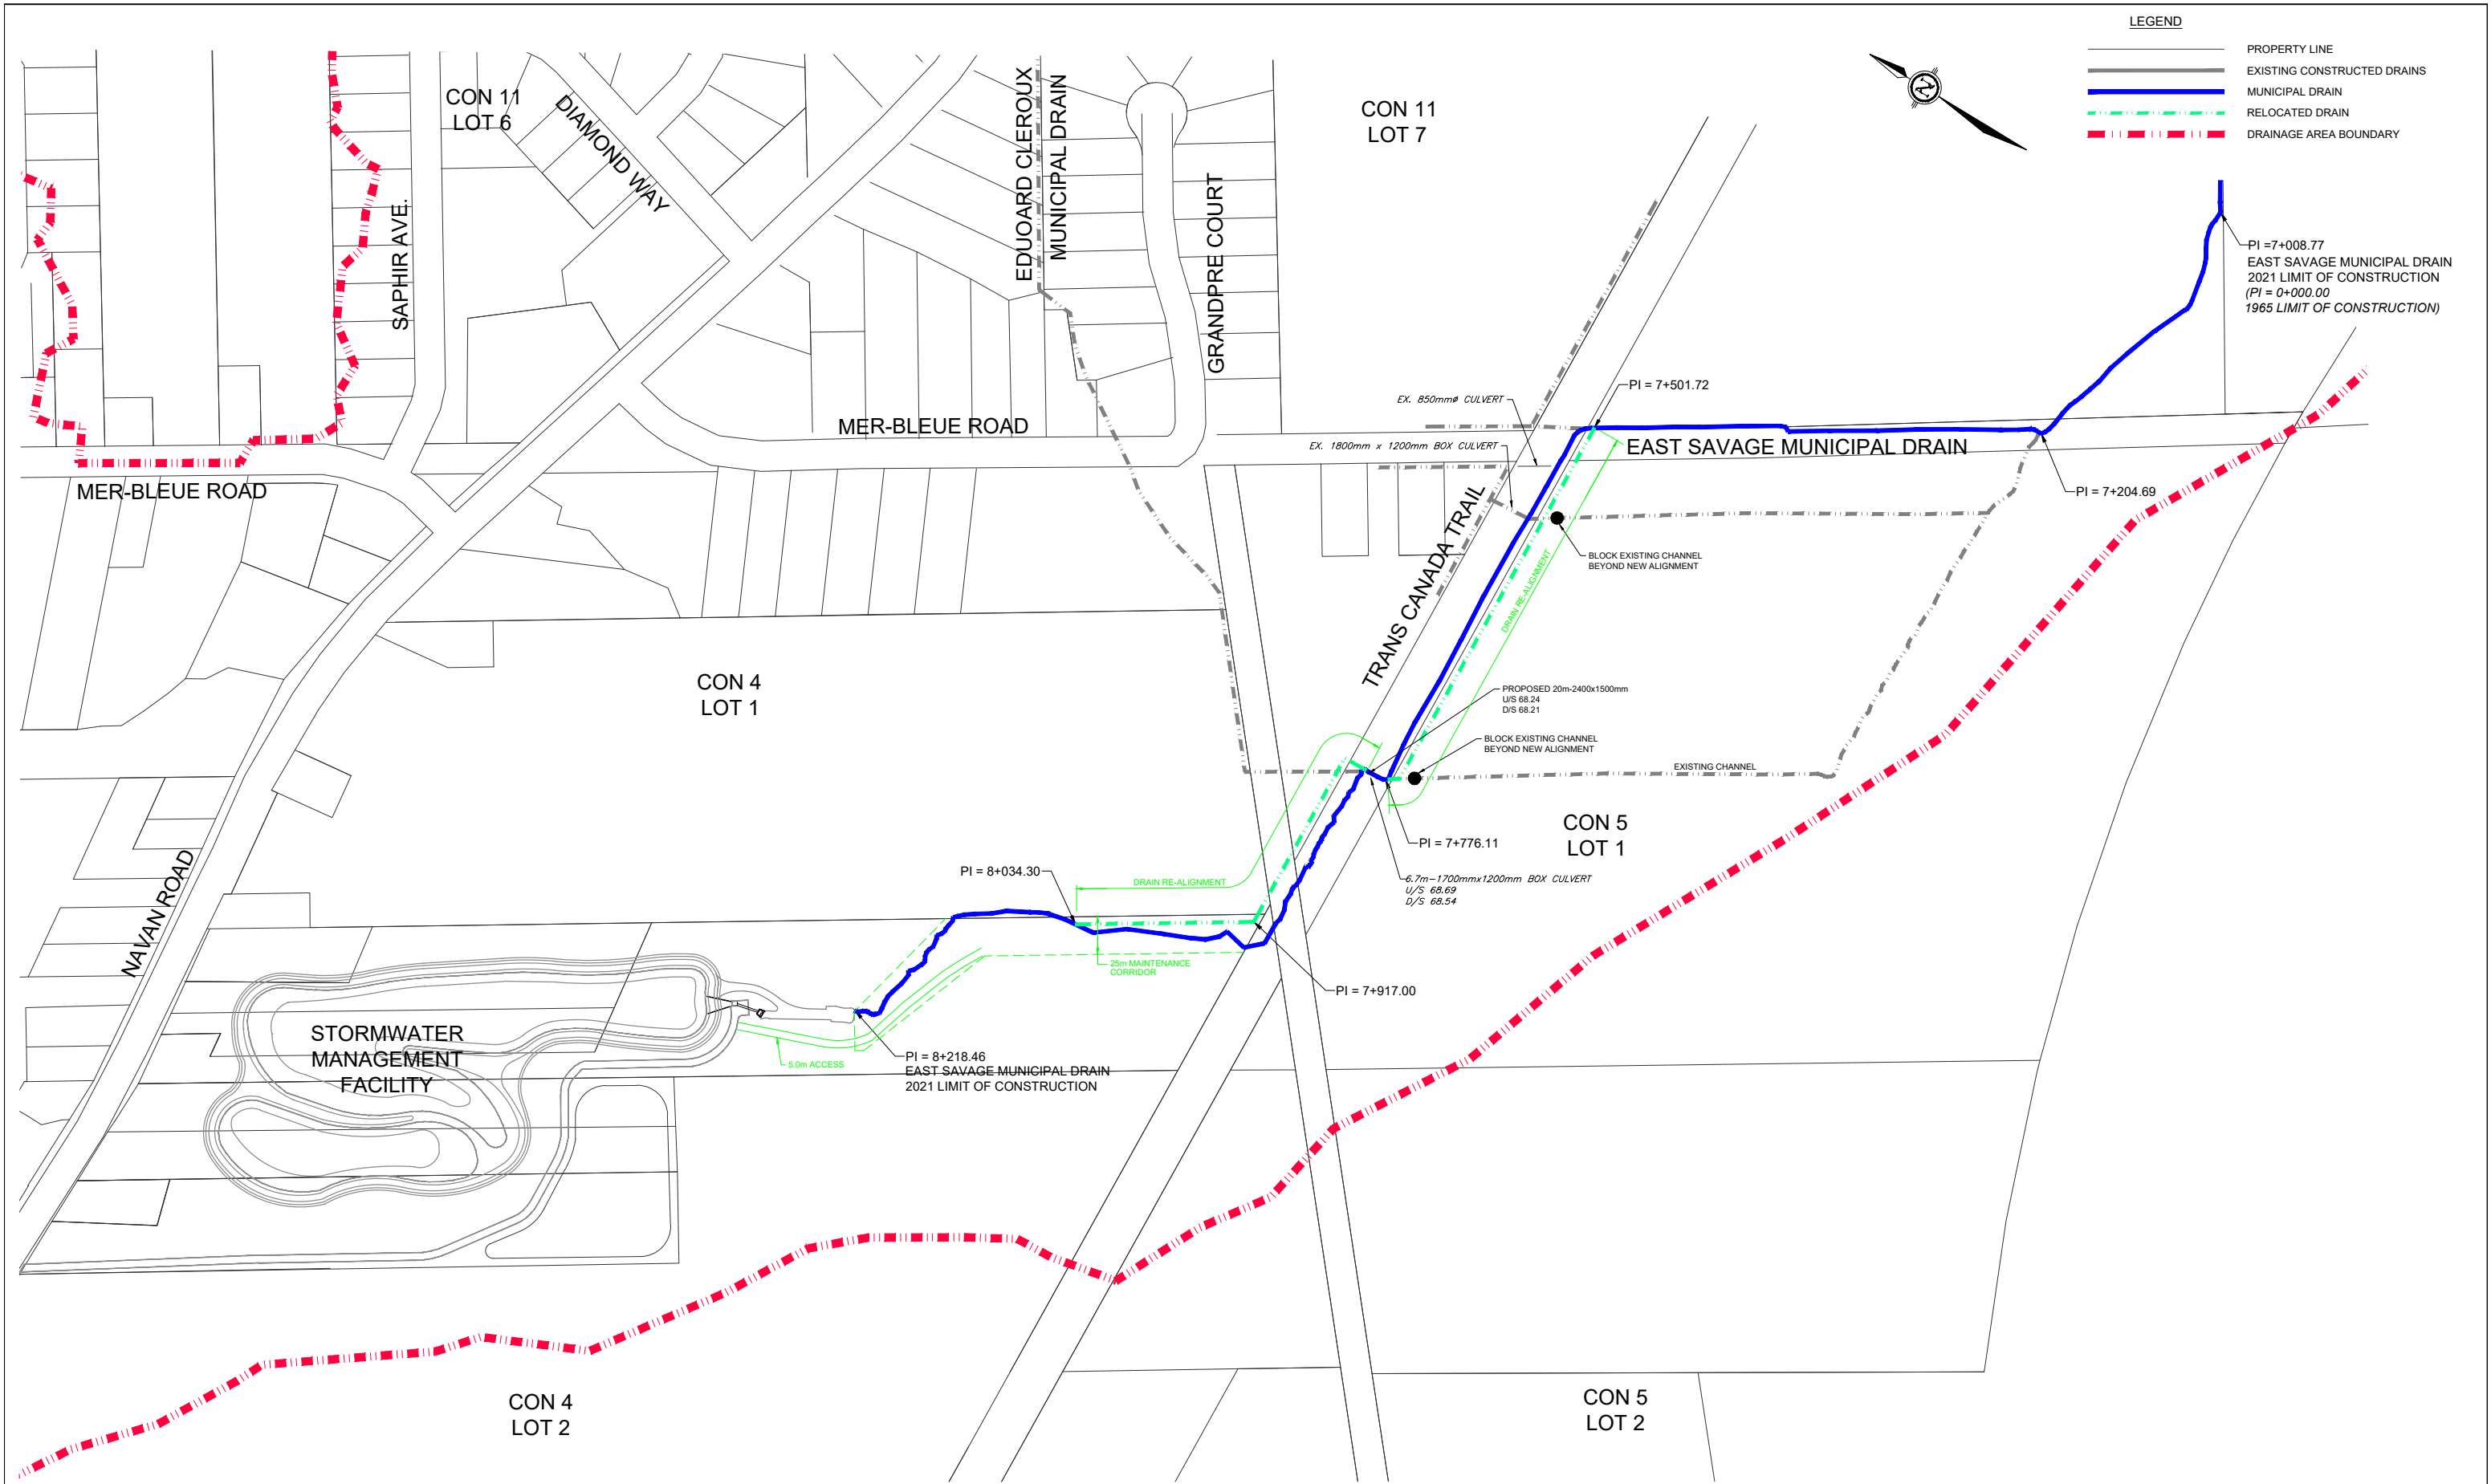 LEGEND
PROPERTY LINE
EXISTING CONSTRUCTED DRAINS
MUNICIPAL DRAIN
RELOCATED DRAIN
DRAINAGE AREA BOUNDARY
N
CON 11
LOT 6
DIAMOND WAY
SAPHIR AVE.
EDUOARD CLEROUX
MUNICIPAL DRAIN
GRANDPRE COURT
CON 11
LOT 7
PI =7+008.77
EAST SAVAGE MUNICIPAL DRAIN
2021 LIMIT OF CONSTRUCTION
(PI = 0+000.00
1965 LIMIT OF CONSTRUCTION)
PI = 7+501.72
EX. 850mmø CULVERT
MER-BLEUE ROAD
EX. 1800mm x 1200mm BOX CULVERT
EAST SAVAGE MUNICIPAL DRAIN
MER-BLEUE ROAD
PI = 7+204.69
TRANS CANADA TRAIL
BLOCK EXISTING CHANNEL
BEYOND NEW ALIGNMENT
DRAIN RE-ALIGNMENT
CON 4
LOT 1
PROPOSED 20m-2400x1500mm
U/S 68.24
D/S 68.21
BLOCK EXISTING CHANNEL
BEYOND NEW ALIGNMENT
EXISTING CHANNEL
CON 5
LOT 1
PI = 7+776.11
6.7m-1700mmx1200mm BOX CULVERT
U/S 68.69
D/S 68.54
PI = 8+034.30
DRAIN RE-ALIGNMENT
NAVAN ROAD
25m MAINTENANCE
CORRIDOR
PI = 7+917.00
STORMWATER
MANAGEMENT
FACILITY
5.0m ACCESS
PI = 8+218.46
EAST SAVAGE MUNICIPAL DRAIN
2021 LIMIT OF CONSTRUCTION
CON 4
LOT 2
CON 5
LOT 2